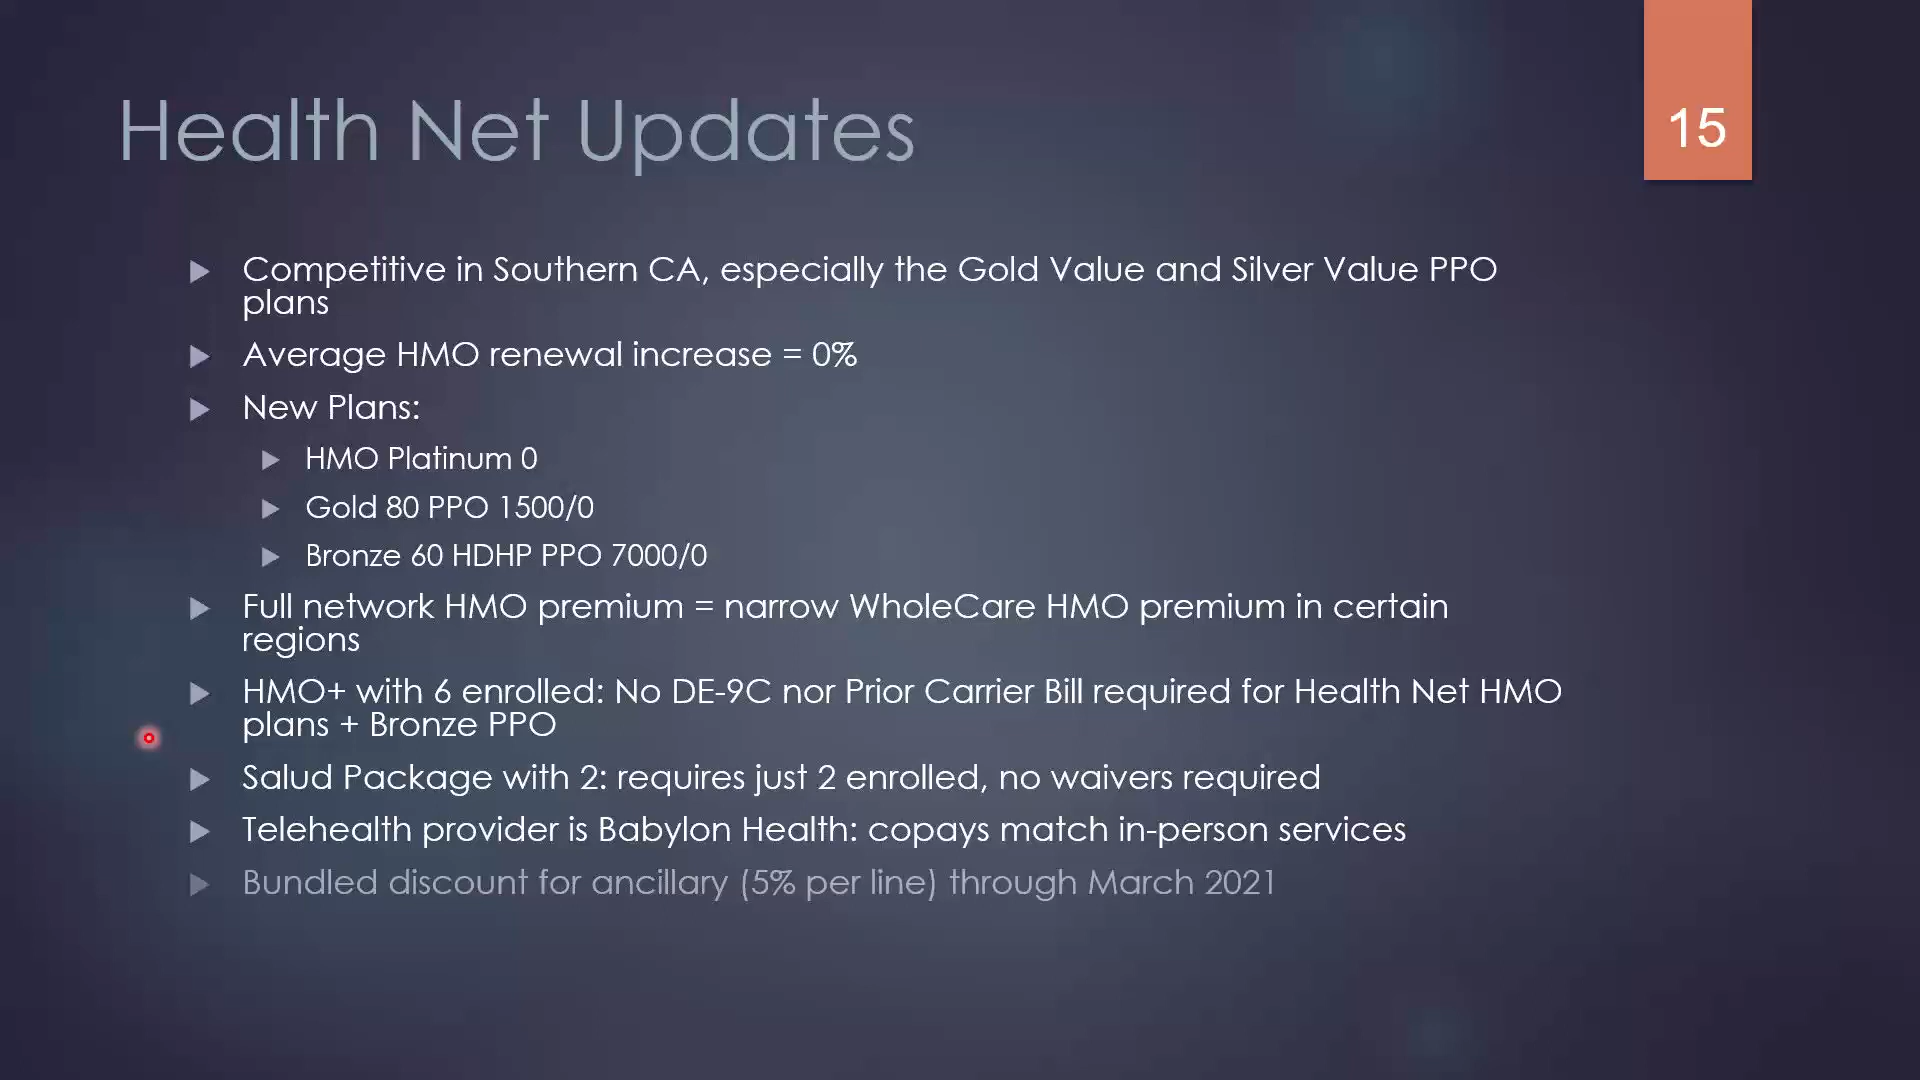 Health Net Updates
15
Competitive in Southern CA, especially the Gold Value and Silver Value PPO
plans
Average HMO renewal increase = 0%
New Plans:
HMO Platinum 0
Gold 80 PPO 1500/0
Bronze 60 HDHP PPO 7000/0
Full network HMO premium = narrow WholeCare HMO premium in certain
regions
HMO+ with 6 enrolled: No DE-9C nor Prior Carrier Bill required for Health Net HMO
plans + Bronze PPO
Salud Package with 2: requires just 2 enrolled, no waivers required
Telehealth provider is Babylon Health: copays match in-person services
Bundled discount for ancillary (5% per line) through March 2021